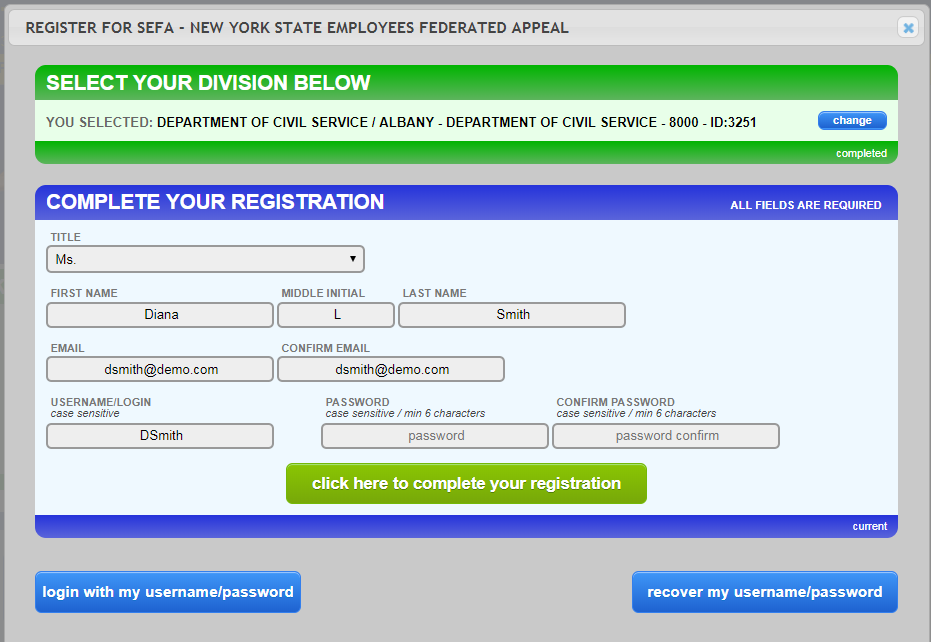 REGISTER FOR SEFA - NEW YORK STATE EMPLOYEES FEDERATED APPEAL
SELECT YOUR DIVISION BELOW
YOU SELECTED: DEPARTMENT OF CIVIL SERVICE / ALBANY - DEPARTMENT OF CIVIL SERVICE - 8000 - ID:3251 change
completed
COMPLETE YOUR REGISTRATION ALL FIELDS ARE REQUIRED
TITLE
Ms.
FIRST NAME MIDDLE INITIAL LAST NAME
Diana L Smith
EMAIL CONFIRM EMAIL
dsmith@demo.com dsmith@demo.com
USERNAME/LOGIN PASSWORD CONFIRM PASSWORD
case sensitive case sensitive / min 6 characters case sensitive / min 6 characters
DSmith password password confirm
click here to complete your registration
current
login with my username/password recover my username/password